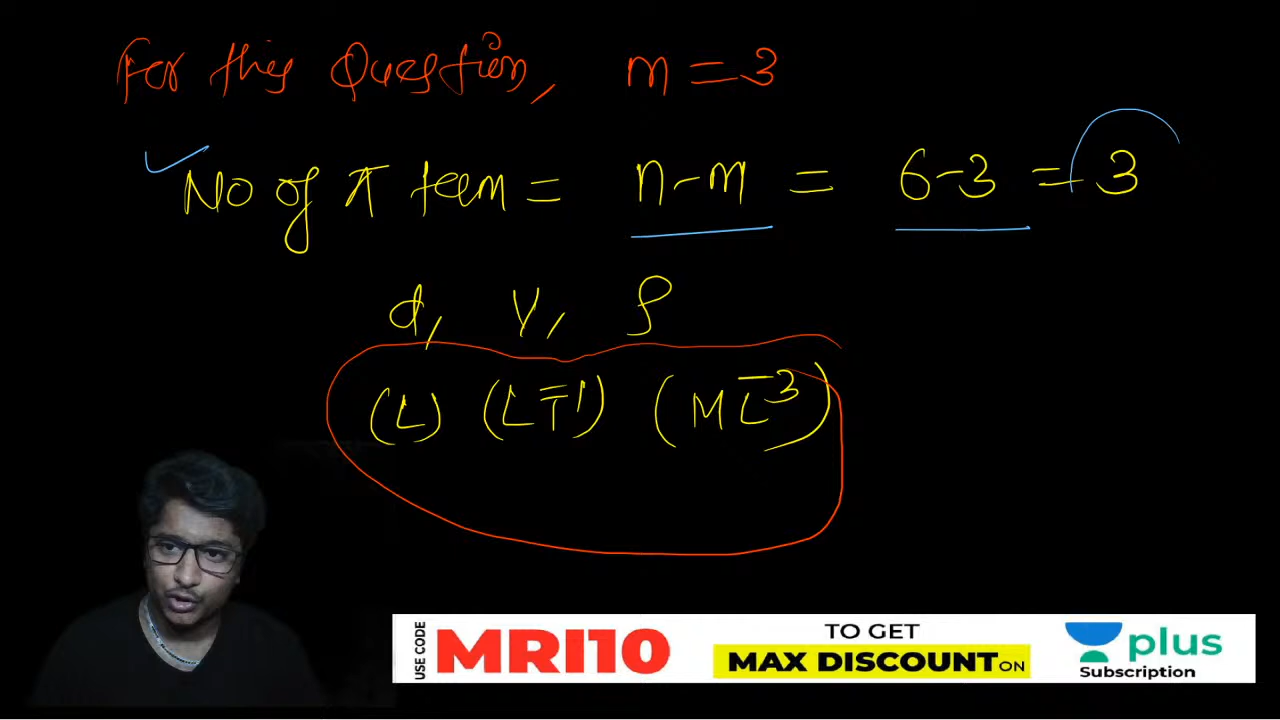 For this Question, m = 3
No of π term = n - m = 6 - 3 = 3
d, V, ρ
(L) (LT⁻¹) (ML⁻³)
USE CODE MRI10 TO GET MAX DISCOUNT ON plus Subscription